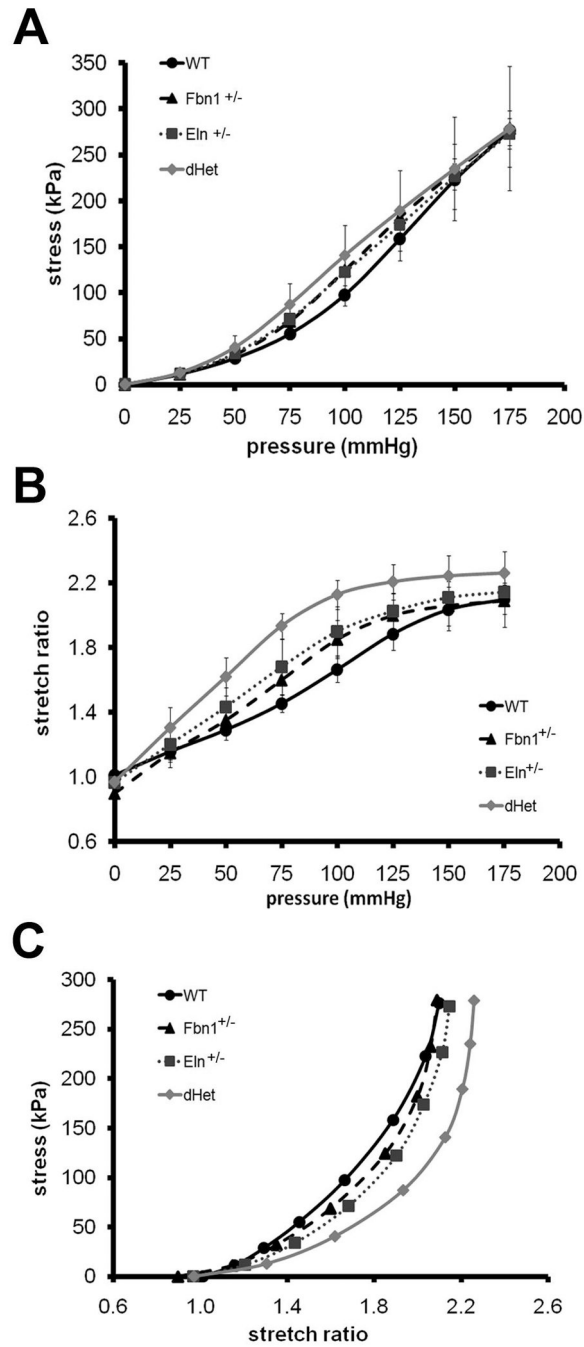 A
WT
Fbn1 +/-
Eln +/-
dHet
350
300
250
200
150
100
50
0
stress (kPa)
0 25 50 75 100 125 150 175 200
pressure (mmHg)
B
2.6
2.2
1.8
1.4
1.0
0.6
stretch ratio
WT
Fbn1+/-
Eln+/-
dHet
0 25 50 75 100 125 150 175 200
pressure (mmHg)
C
300
250
200
150
100
50
0
stress (kPa)
WT
Fbn1+/-
Eln+/-
dHet
0.6 1.0 1.4 1.8 2.2 2.6
stretch ratio